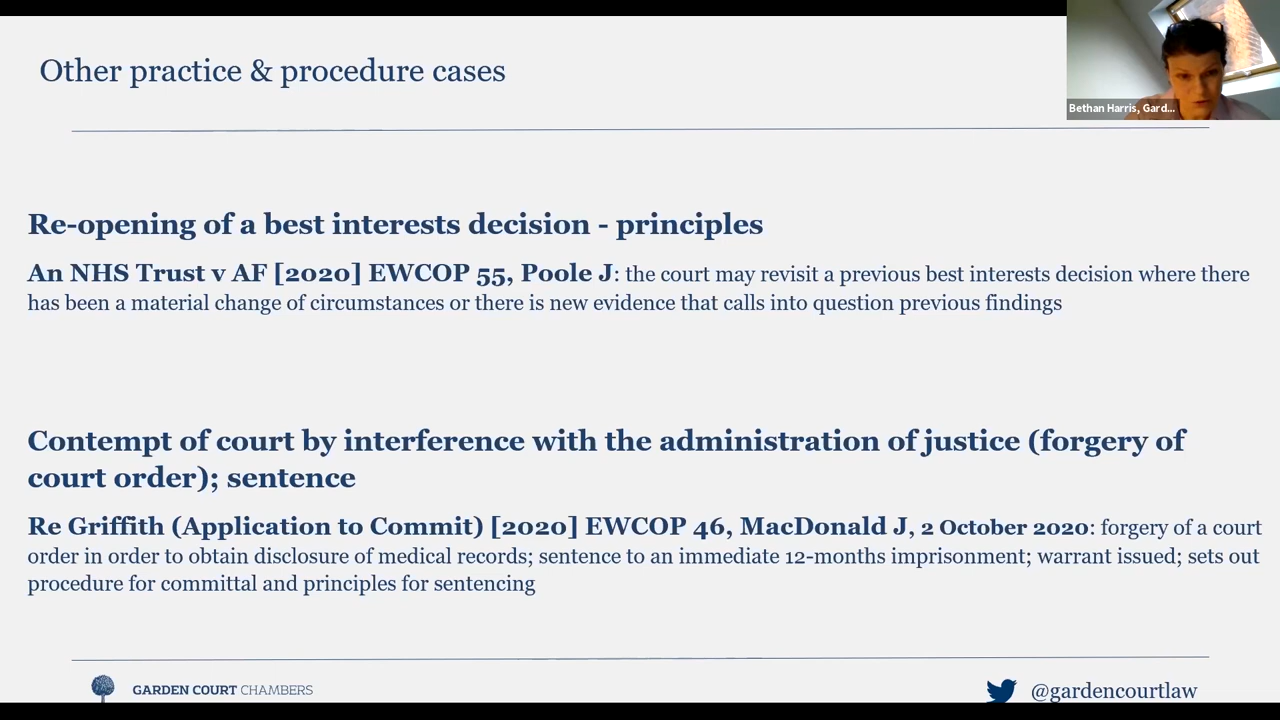 Other practice & procedure cases
Bethan Harris, Gard...
Re-opening of a best interests decision - principles
An NHS Trust v AF [2020] EWCOP 55, Poole J: the court may revisit a previous best interests decision where there
has been a material change of circumstances or there is new evidence that calls into question previous findings
Contempt of court by interference with the administration of justice (forgery of
court order); sentence
Re Griffith (Application to Commit) [2020] EWCOP 46, MacDonald J, 2 October 2020: forgery of a court
order in order to obtain disclosure of medical records; sentence to an immediate 12-months imprisonment; warrant issued; sets out
procedure for committal and principles for sentencing
GARDEN COURT CHAMBERS
@gardencourtlaw